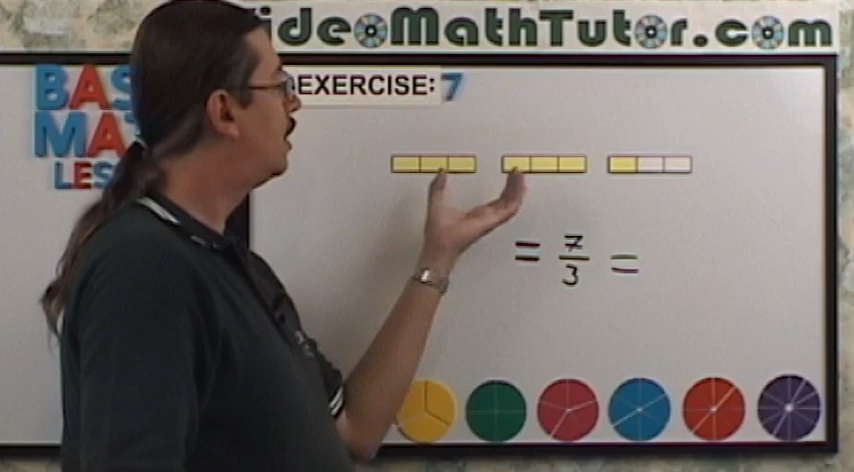 ideoMathTutor.com
EXERCISE: 7
BAS
MAT
LES
= 7/3 =